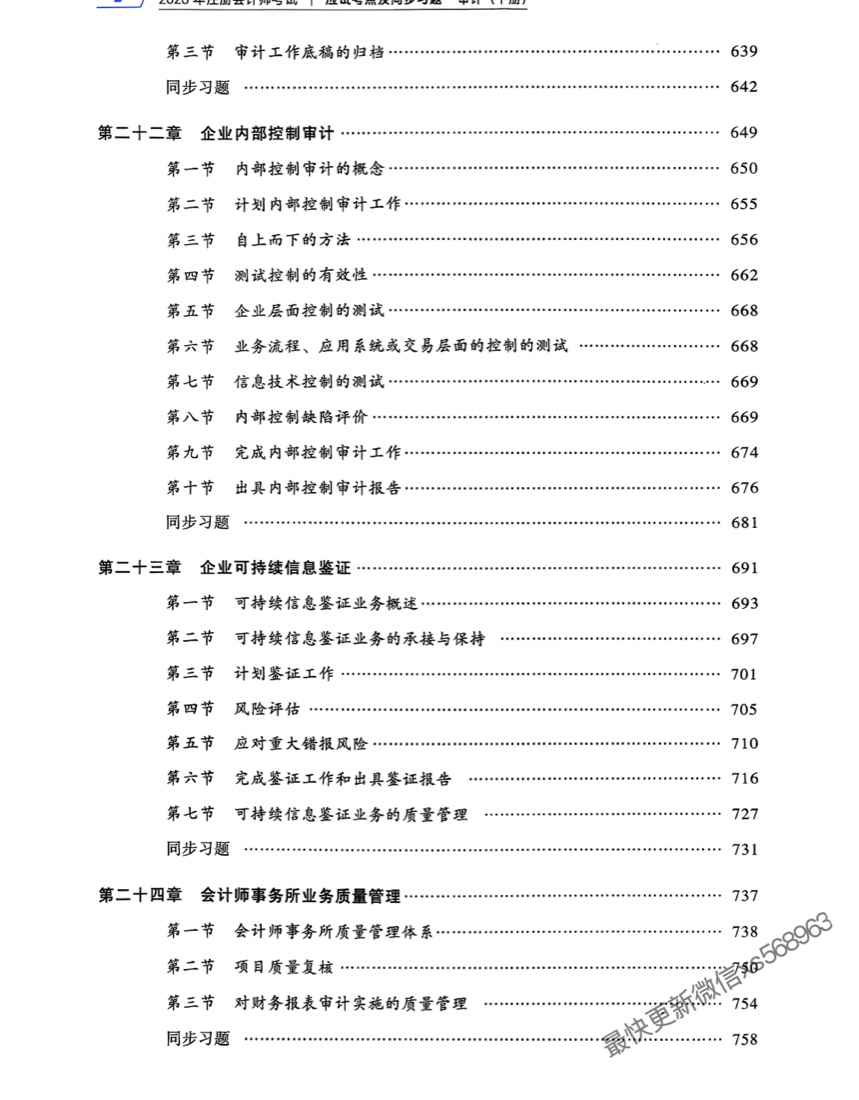 第三节 审计工作底稿的归档 …… 639
同步习题 …… 642
第二十二章 企业内部控制审计 …… 649
第一节 内部控制审计的概念 …… 650
第二节 计划内部控制审计工作 …… 655
第三节 自上而下的方法 …… 656
第四节 测试控制的有效性 …… 662
第五节 企业层面控制的测试 …… 668
第六节 业务流程、应用系统或交易层面的控制的测试 …… 668
第七节 信息技术控制的测试 …… 669
第八节 内部控制缺陷评价 …… 669
第九节 完成内部控制审计工作 …… 674
第十节 出具内部控制审计报告 …… 676
同步习题 …… 681
第二十三章 企业可持续信息鉴证 …… 691
第一节 可持续信息鉴证业务概述 …… 693
第二节 可持续信息鉴证业务的承接与保持 …… 697
第三节 计划鉴证工作 …… 701
第四节 风险评估 …… 705
第五节 应对重大错报风险 …… 710
第六节 完成鉴证工作和出具鉴证报告 …… 716
第七节 可持续信息鉴证业务的质量管理 …… 727
同步习题 …… 731
第二十四章 会计师事务所业务质量管理 …… 737
第一节 会计师事务所质量管理体系 …… 738
第二节 项目质量复核 …… 750
第三节 对财务报表审计实施的质量管理 …… 754
同步习题 …… 758
最快更新微信:cs568963